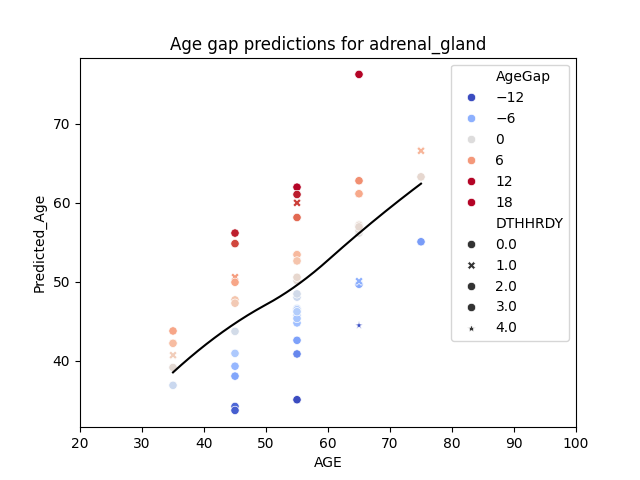 Age gap predictions for adrenal_gland
Predicted_Age
70
60
50
40
20 30 40 50 60 70 80 90 100
AGE
AgeGap
−12
−6
0
6
12
18
DTHHRDY
0.0
1.0
2.0
3.0
4.0